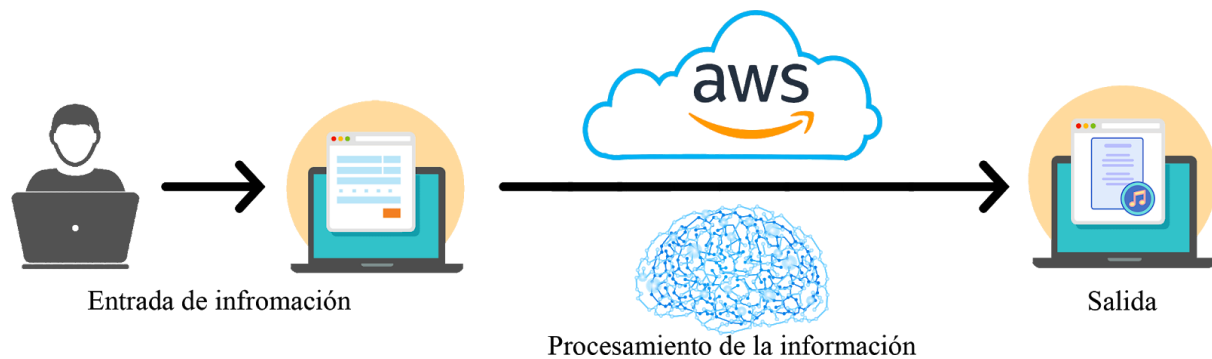 aws
Entrada de infromación
Salida
Procesamiento de la información